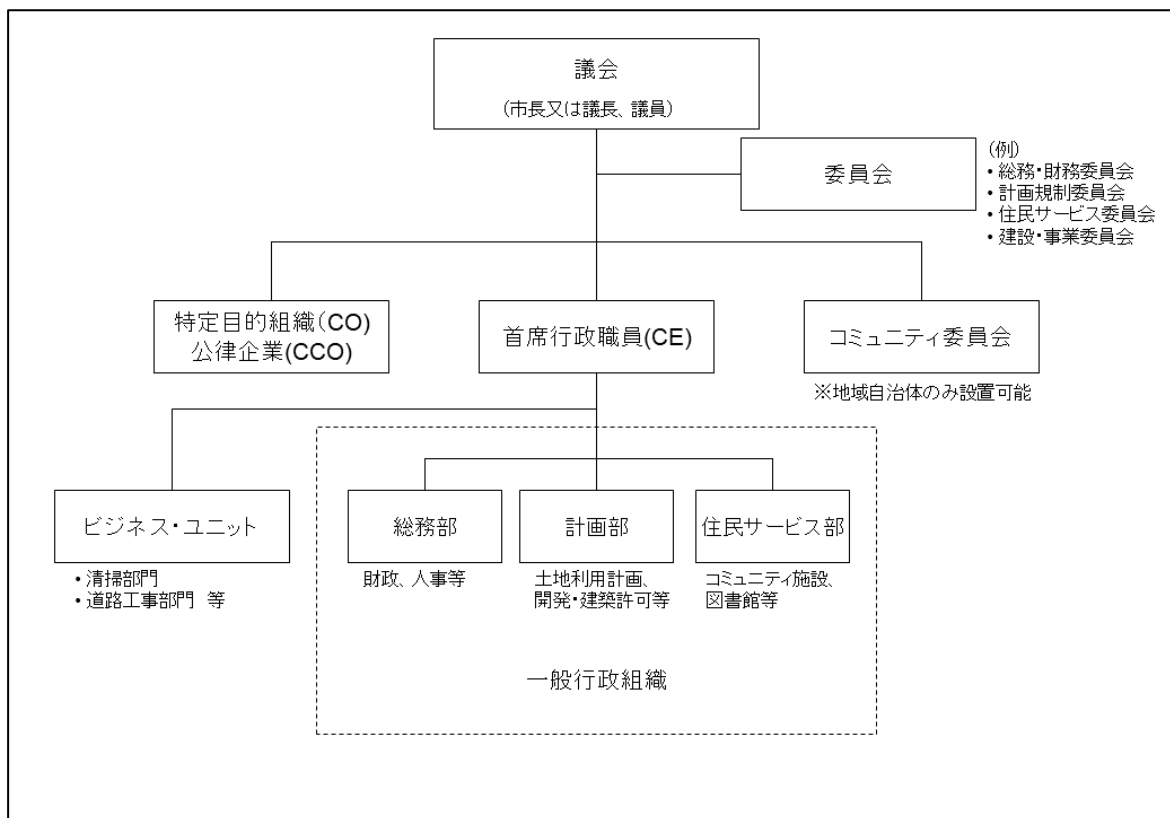 議会
(市長又は議長、議員)
委員会
(例)
・総務・財務委員会
・計画規制委員会
・住民サービス委員会
・建設・事業委員会
特定目的組織(CO)
公律企業(CCO)
首席行政職員(CE)
コミュニティ委員会
※地域自治体のみ設置可能
ビジネス・ユニット
・清掃部門
・道路工事部門 等
総務部
財政、人事等
計画部
土地利用計画、
開発・建築許可等
住民サービス部
コミュニティ施設、
図書館等
一般行政組織